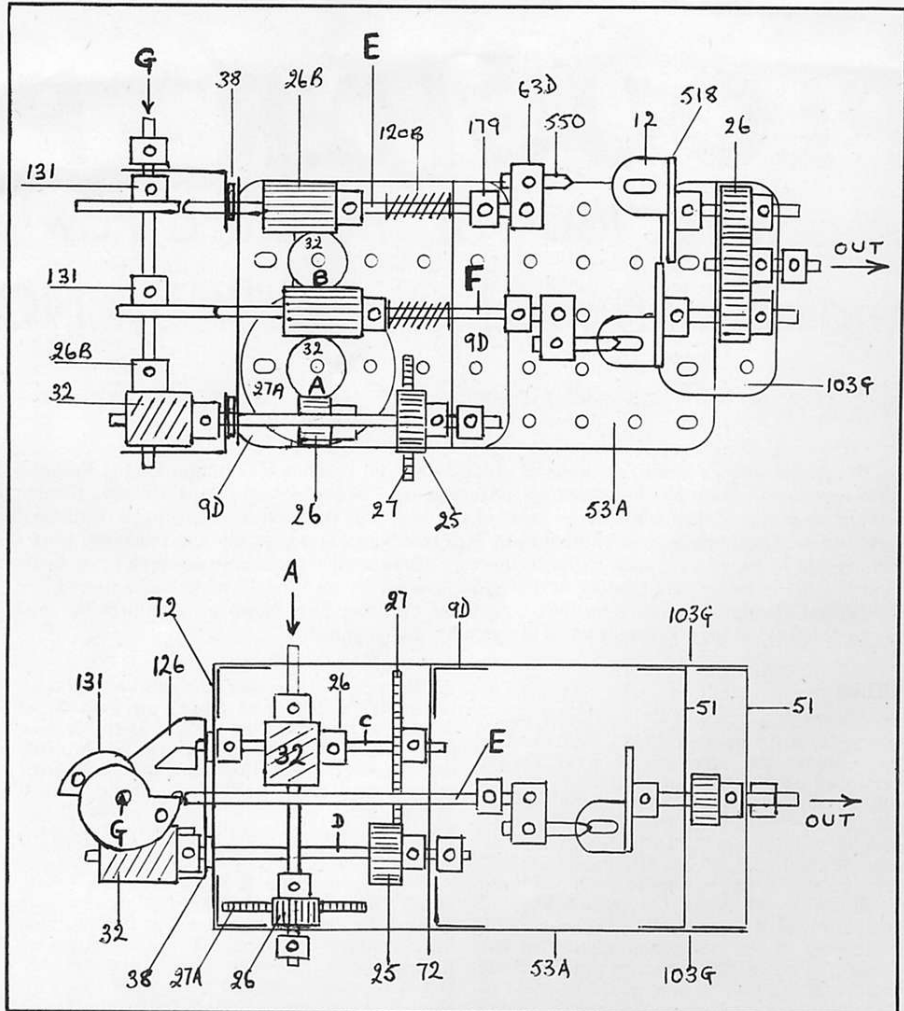 G 38 26B E 120B 179 63D 550 12 518 26
131
32
B
OUT
131
F
26B
32
27A
A
9D
32
103G
9D 26 27 25 53A
A
72 27 9D 103G
131 126 26
C
51 51
32
E
G
D
OUT
32
38 27A 26 25 72 53A 103G